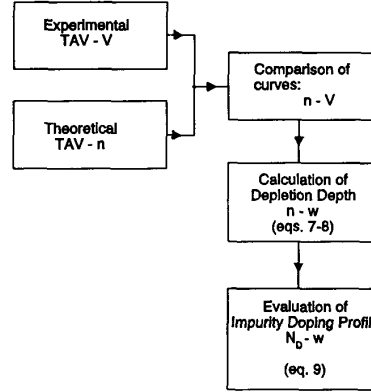 Experimental
TAV - V
Theoretical
TAV - n
Comparison of
curves:
n - V
Calculation of
Depletion Depth
n - w
(eqs. 7-8)
Evaluation of
Impurity Doping Profil
N_D - w
(eq. 9)